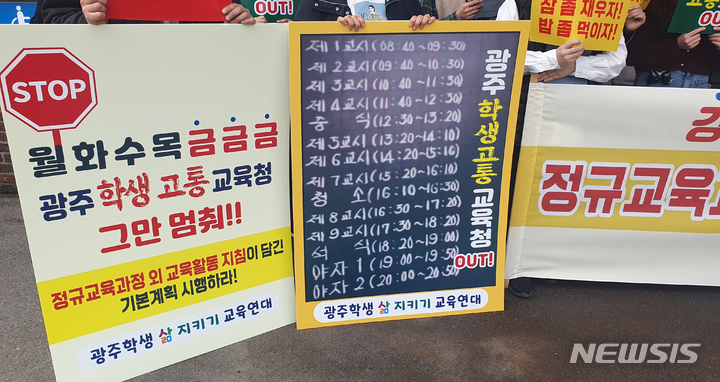 OUT!
OUT!
잠 좀 재우자!
밥 좀 먹이자!
OUT!
STOP
월화수목 금금금
광주 학생 고통 교육청
그만 멈춰!!
정규교육과정 외 교육활동 지침이 담긴
기본계획 시행하라!
광주학생 삶 지키기 교육연대
제1교시(08:40~09:30)
제2교시(09:40~10:30)
제3교시(10:40~11:30)
제4교시(11:40~12:30)
중 식(12:30~13:20)
제5교시(13:20~14:10)
제6교시(14:20~15:10)
제7교시(15:20~16:10)
청 소(16:10~16:30)
제8교시(16:30~17:20)
제9교시(17:30~18:20)
석 식(18:20~19:00)
야자1 (19:00~19:50)
야자2 (20:00~20:50)
광주 학생 고통 교육청
OUT!
광주학생 삶 지키기 교육연대
정규교육과
NEWSIS